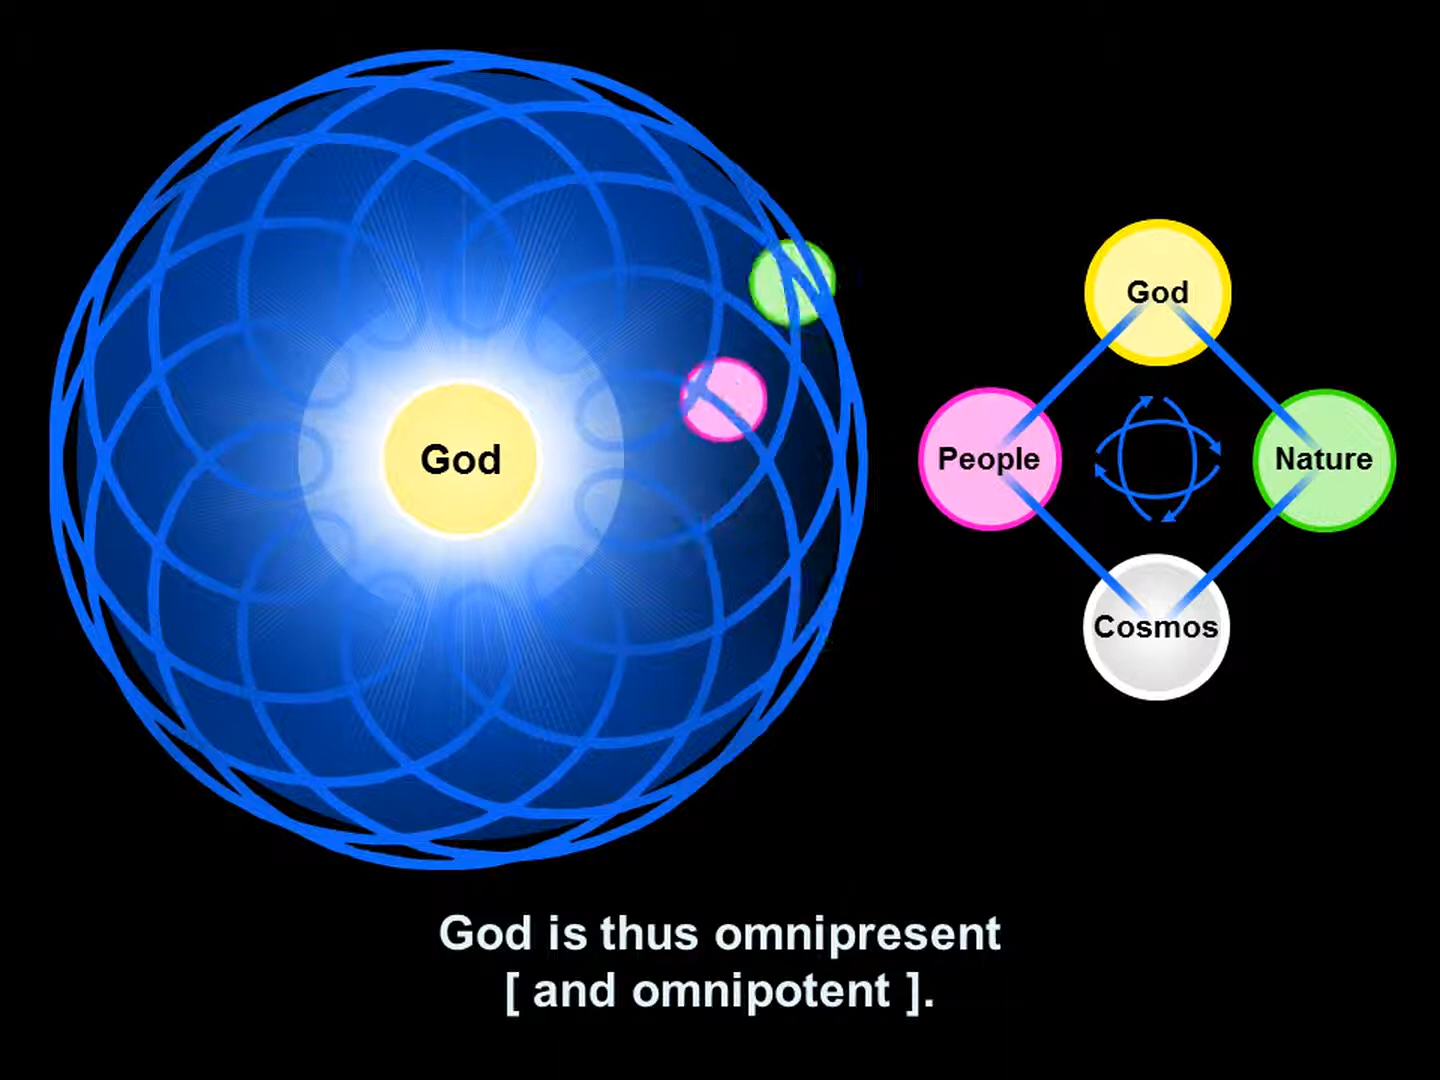 God
God
People
Nature
Cosmos
God is thus omnipresent
[ and omnipotent ].